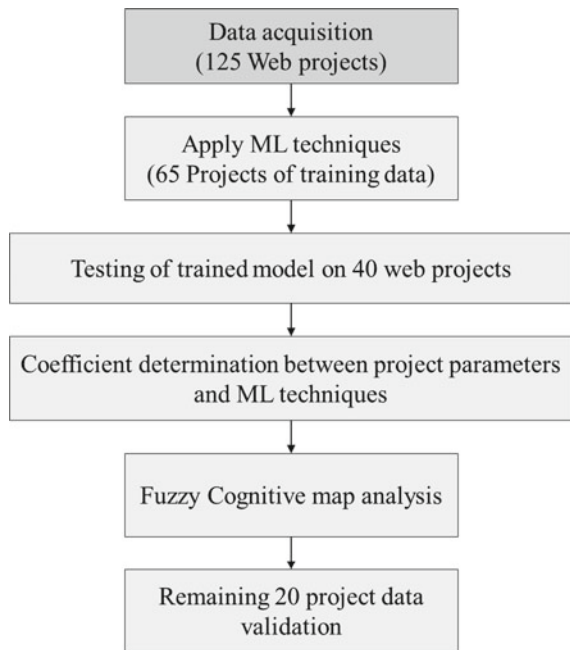 Data acquisition
(125 Web projects)
Apply ML techniques
(65 Projects of training data)
Testing of trained model on 40 web projects
Coefficient determination between project parameters
and ML techniques
Fuzzy Cognitive map analysis
Remaining 20 project data
validation